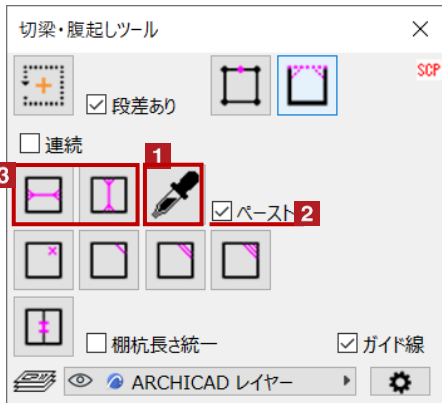 切梁・腹起しツール
SCP
段差あり
連続
1
3
ペースト 2
棚杭長さ統一
ガイド線
ARCHICAD レイヤー